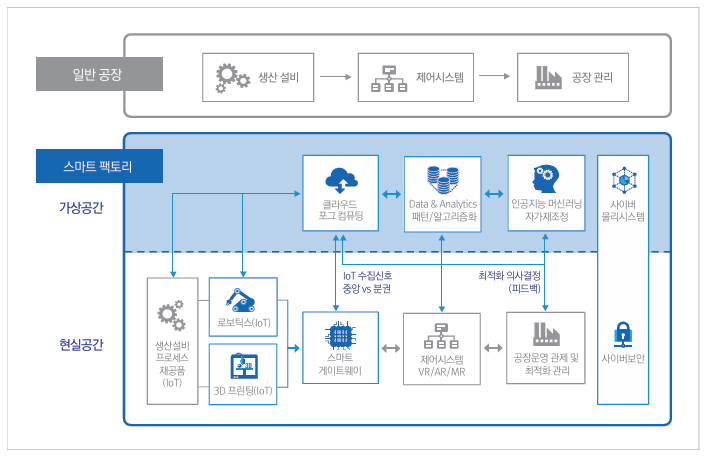 일반 공장
생산 설비
제어시스템
공장 관리
스마트 팩토리
가상공간
클라우드
포그 컴퓨팅
Data & Analytics
패턴/알고리즘화
인공지능 머신러닝
자가재조정
사이버
물리시스템
IoT 수집신호
중앙 vs 분권
최적화 의사결정
(피드백)
현실공간
생산설비
프로세스
재공품
(IoT)
로보틱스(IoT)
3D
3D 프린팅(IoT)
스마트
게이트웨이
제어시스템
VR/AR/MR
공장운영 관제 및
최적화 관리
사이버보안